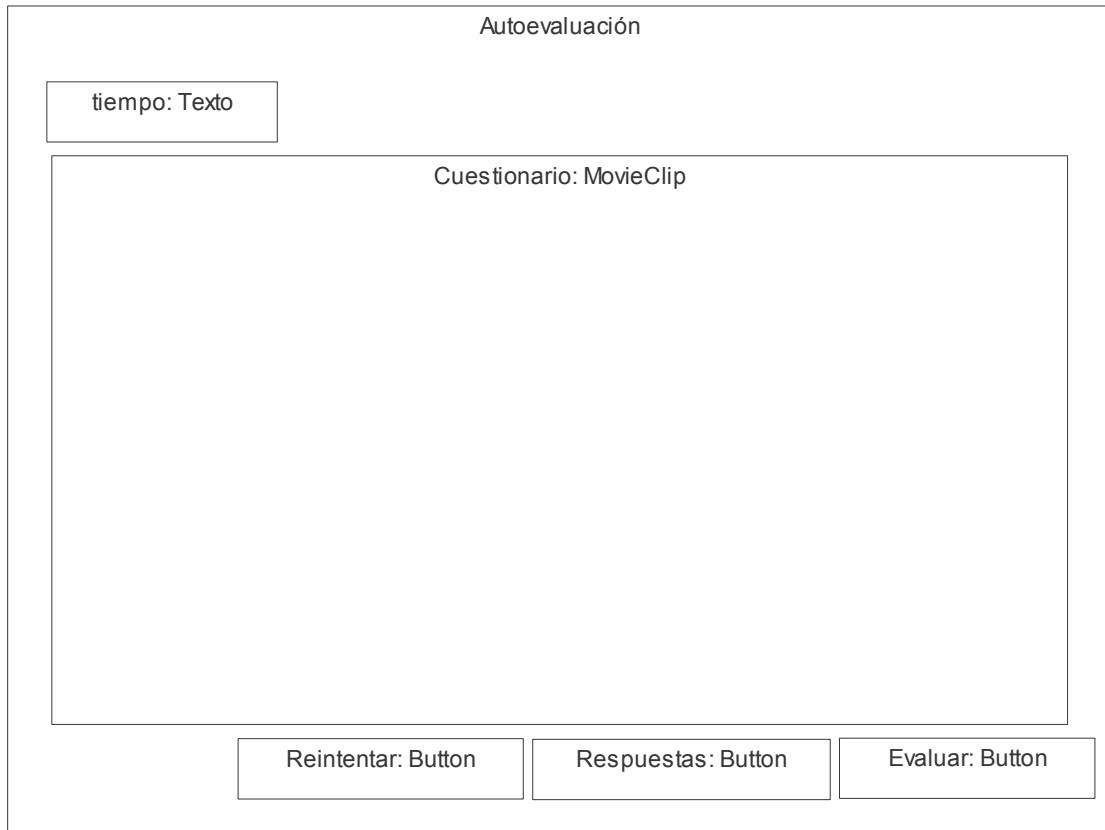 Autoevaluación
tiempo: Texto
Cuestionario: MovieClip
Reintentar: Button
Respuestas: Button
Evaluar: Button